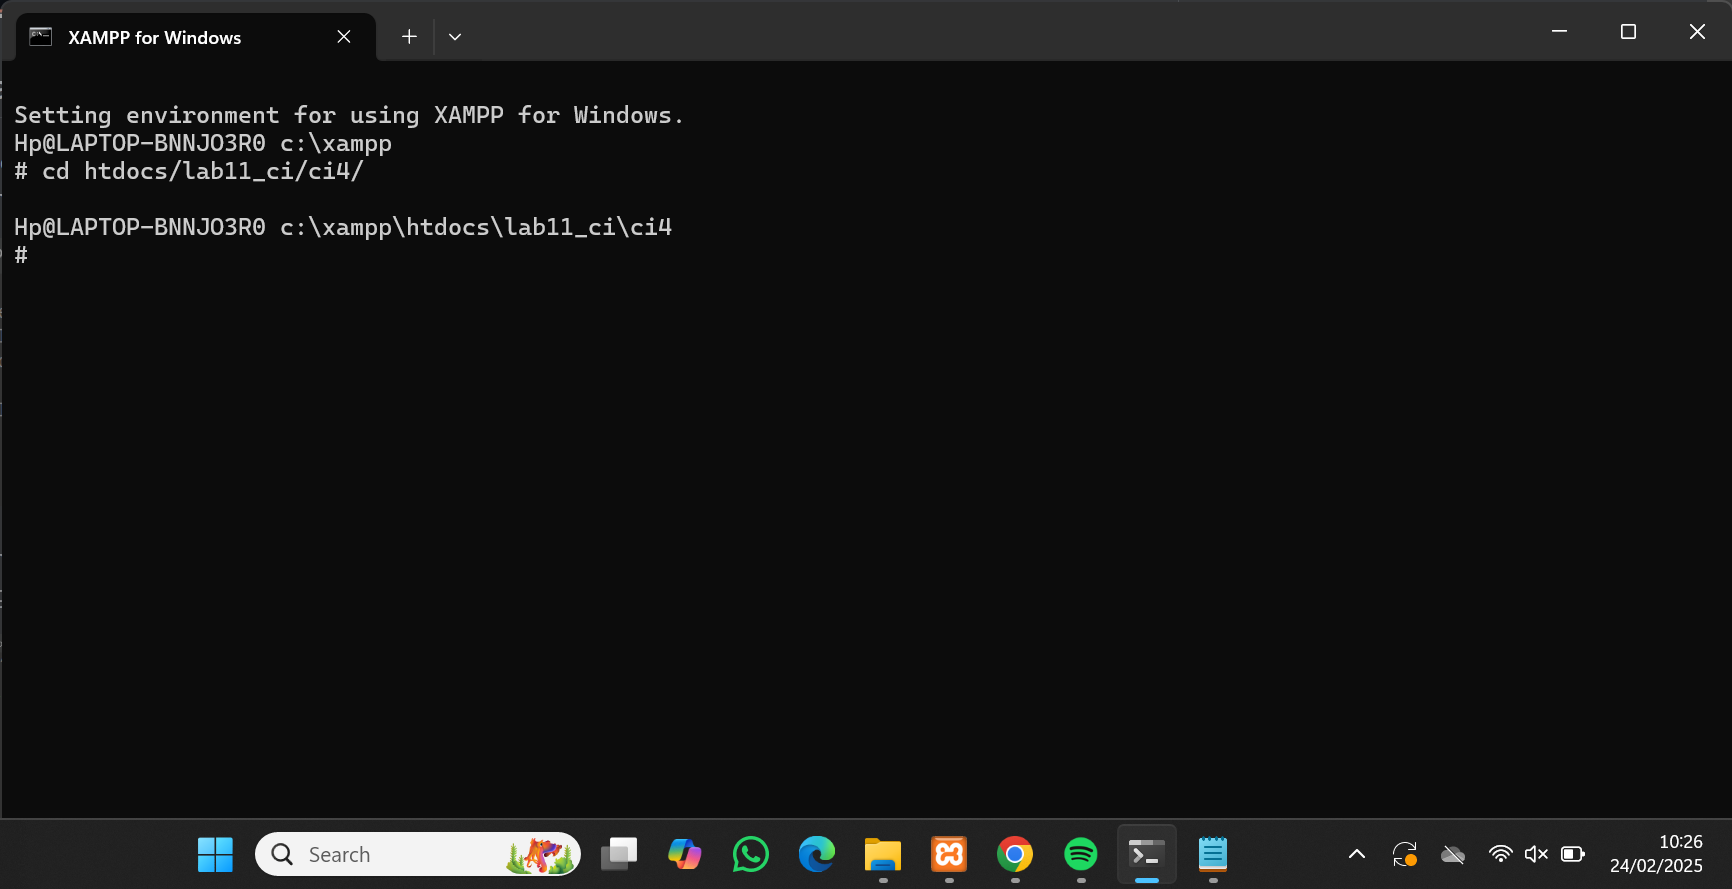 XAMPP for Windows
Setting environment for using XAMPP for Windows.
Hp@LAPTOP-BNNJO3R0 c:\xampp
# cd htdocs/lab11_ci/ci4/
Hp@LAPTOP-BNNJO3R0 c:\xampp\htdocs\lab11_ci\ci4
#
Search
10:26
24/02/2025